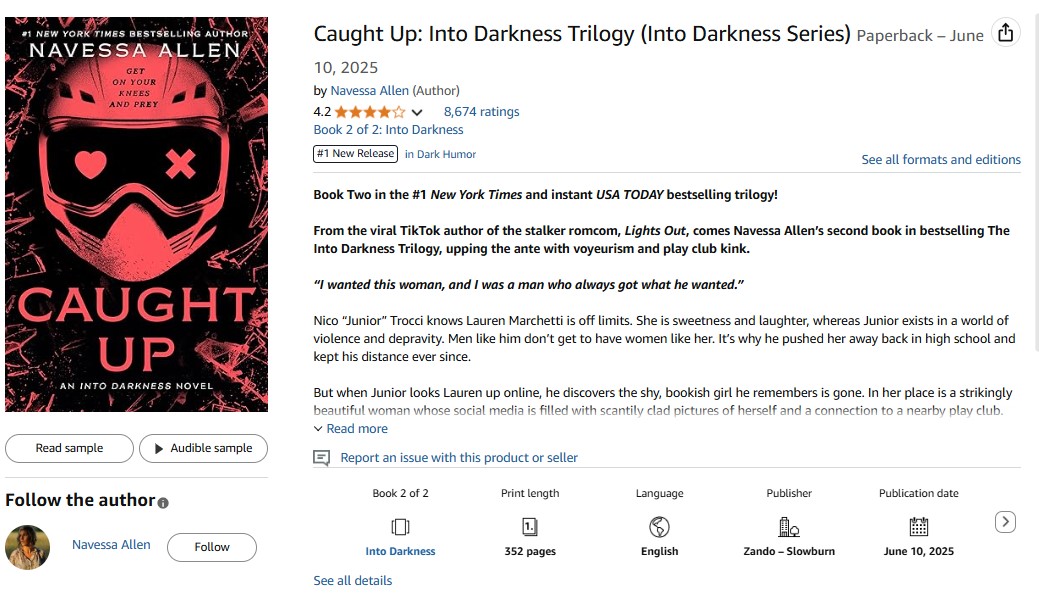 #1 NEW YORK TIMES BESTSELLING AUTHOR
NAVESSA ALLEN
GET
ON YOUR
KNEES
AND PREY
CAUGHT
UP
AN INTO DARKNESS NOVEL
Read sample
Audible sample
Follow the author
Navessa Allen
Follow
Caught Up: Into Darkness Trilogy (Into Darkness Series) Paperback – June
10, 2025
by Navessa Allen (Author)
4.2 8,674 ratings
Book 2 of 2: Into Darkness
#1 New Release in Dark Humor
See all formats and editions
Book Two in the #1 New York Times and instant USA TODAY bestselling trilogy!
From the viral TikTok author of the stalker romcom, Lights Out, comes Navessa Allen’s second book in bestselling The
Into Darkness Trilogy, upping the ante with voyeurism and play club kink.
“I wanted this woman, and I was a man who always got what he wanted.”
Nico “Junior” Trocci knows Lauren Marchetti is off limits. She is sweetness and laughter, whereas Junior exists in a world of
violence and depravity. Men like him don’t get to have women like her. It’s why he pushed her away back in high school and
kept his distance ever since.
But when Junior looks Lauren up online, he discovers the shy, bookish girl he remembers is gone. In her place is a strikingly
beautiful woman whose social media is filled with scantily clad pictures of herself and a connection to a nearby play club.
Read more
Report an issue with this product or seller
Book 2 of 2
Into Darkness
Print length
1.
352 pages
Language
English
Publisher
Zando – Slowburn
Publication date
June 10, 2025
See all details